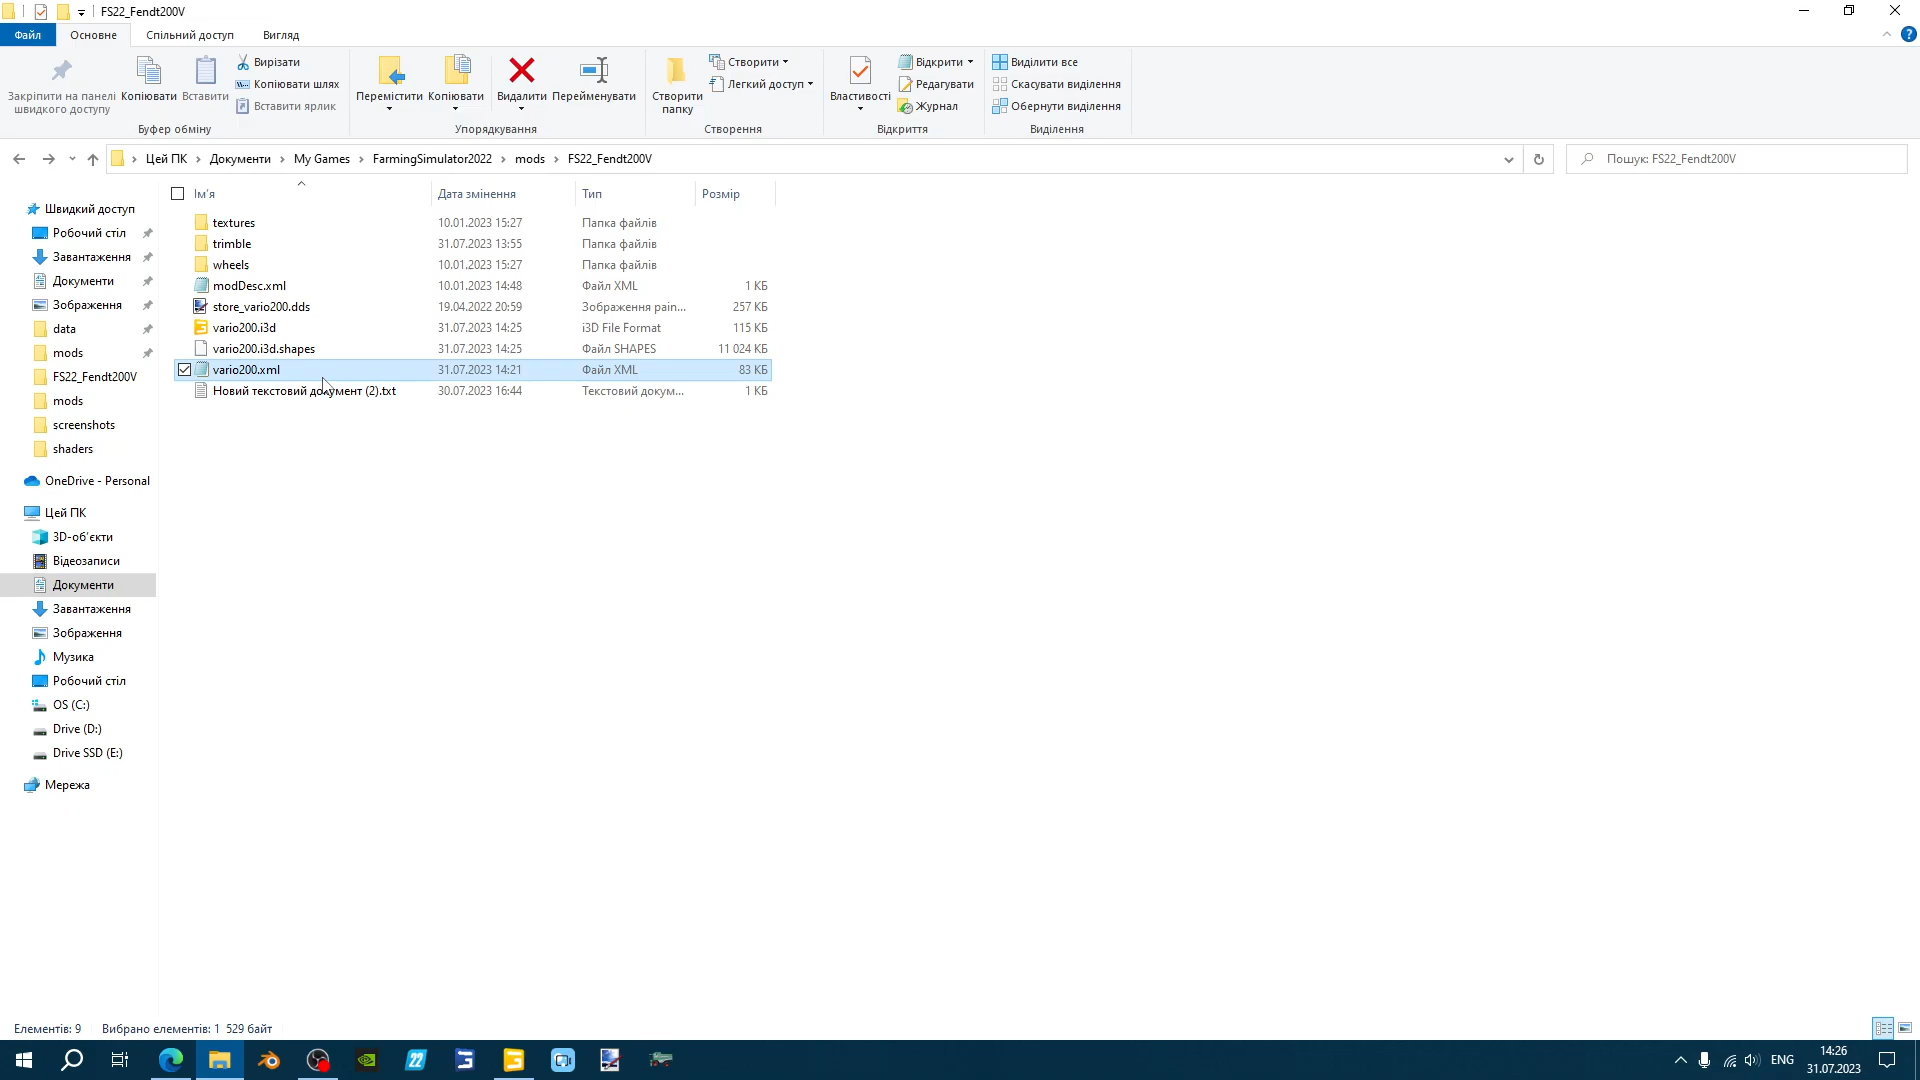 FS22_Fendt200V
Файл
Основне
Спільний доступ
Вигляд
?
Закріпити на панелі швидкого доступу
Копіювати
Вставити
Вирізати
Копіювати шлях
Вставити ярлик
Перемістити
Копіювати
Видалити
Перейменувати
Створити папку
Створити
Легкий доступ
Властивості
Відкрити
Редагувати
Журнал
Виділити все
Скасувати виділення
Обернути виділення
Буфер обміну
Упорядкування
Створення
Відкриття
Виділення
Цей ПК > Документи > My Games > FarmingSimulator2022 > mods > FS22_Fendt200V
Пошук: FS22_Fendt200V
Ім'я Дата змінення Тип Розмір
textures 10.01.2023 15:27 Папка файлів
trimble 31.07.2023 13:55 Папка файлів
wheels 10.01.2023 15:27 Папка файлів
modDesc.xml 10.01.2023 14:48 Файл XML 1 КБ
store_vario200.dds 19.04.2022 20:59 Зображення pain... 257 КБ
vario200.i3d 31.07.2023 14:25 i3D File Format 115 КБ
vario200.i3d.shapes 31.07.2023 14:25 Файл SHAPES 11 024 КБ
vario200.xml 31.07.2023 14:21 Файл XML 83 КБ
Новий текстовий документ (2).txt 30.07.2023 16:44 Текстовий докум... 1 КБ
Швидкий доступ
Робочий стіл
Завантаження
Документи
Зображення
data
mods
FS22_Fendt200V
mods
screenshots
shaders
OneDrive - Personal
Цей ПК
3D-об'єкти
Відеозаписи
Документи
Завантаження
Зображення
Музика
Робочий стіл
OS (C:)
Drive (D:)
Drive SSD (E:)
Мережа
Елементів: 9 Вибрано елементів: 1 529 байт
22
ENG
14:26
31.07.2023